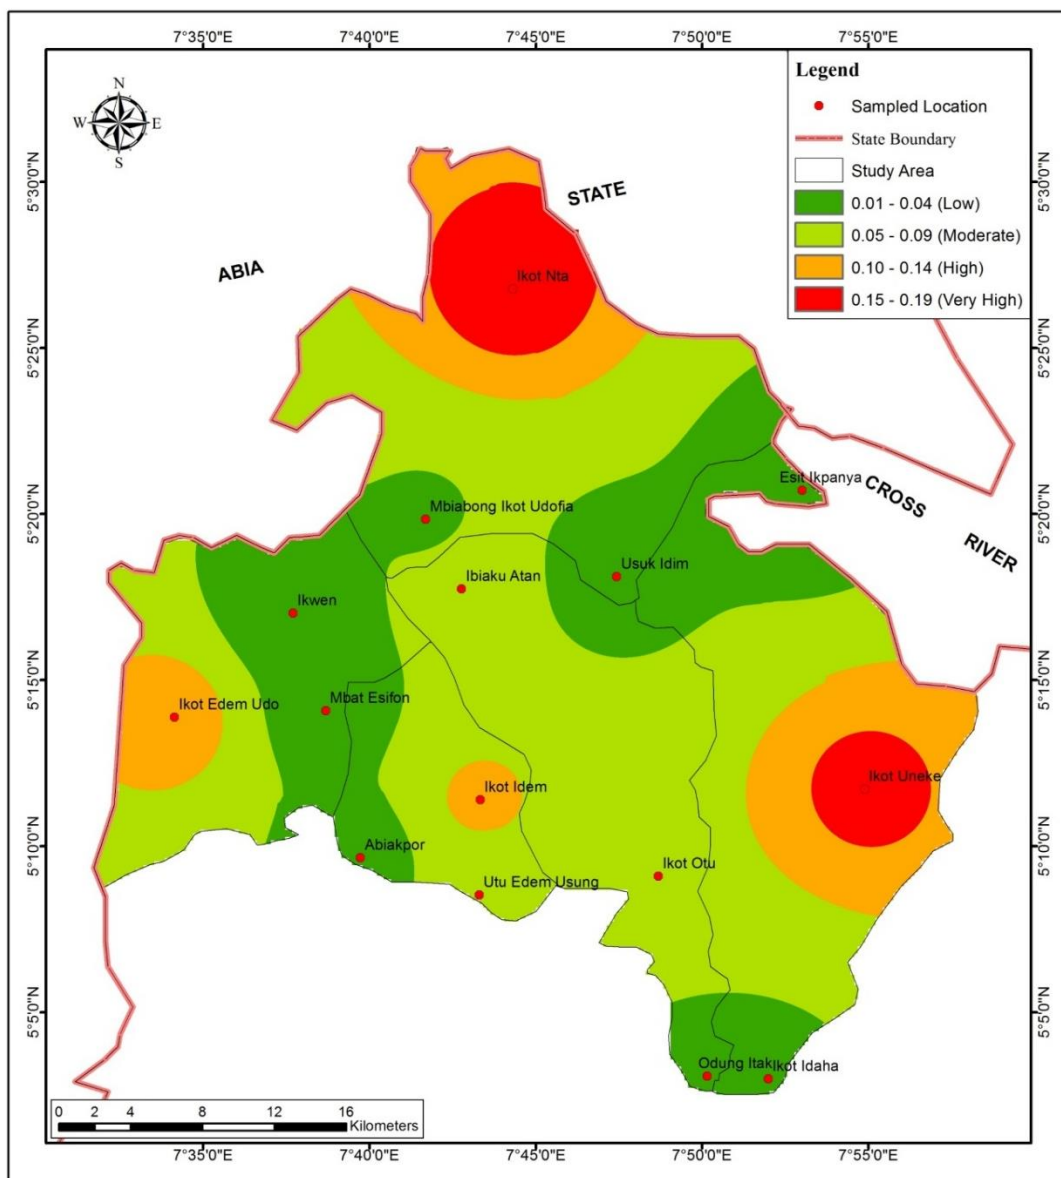 7°35'0"E
7°40'0"E
7°45'0"E
7°50'0"E
7°55'0"E
Legend
Sampled Location
State Boundary
Study Area
0.01 - 0.04 (Low)
0.05 - 0.09 (Moderate)
0.10 - 0.14 (High)
0.15 - 0.19 (Very High)
N
W
E
S
5°30'0"N
5°30'0"N
STATE
ABIA
Ikot Nta
5°25'0"N
5°25'0"N
Esit Ikpanya
CROSS
RIVER
5°20'0"N
5°20'0"N
Mbiabong Ikot Udofia
Usuk Idim
Ibiaku Atan
Ikwen
5°15'0"N
5°15'0"N
Ikot Edem Udo
Mbat Esifon
Ikot Idem
Ikot Uneke
5°10'0"N
5°10'0"N
Abiakpor
Ikot Otu
Utu Edem Usung
5°5'0"N
5°5'0"N
Odung Itak
Ikot Idaha
0 2 4 8 12 16
Kilometers
7°35'0"E
7°40'0"E
7°45'0"E
7°50'0"E
7°55'0"E